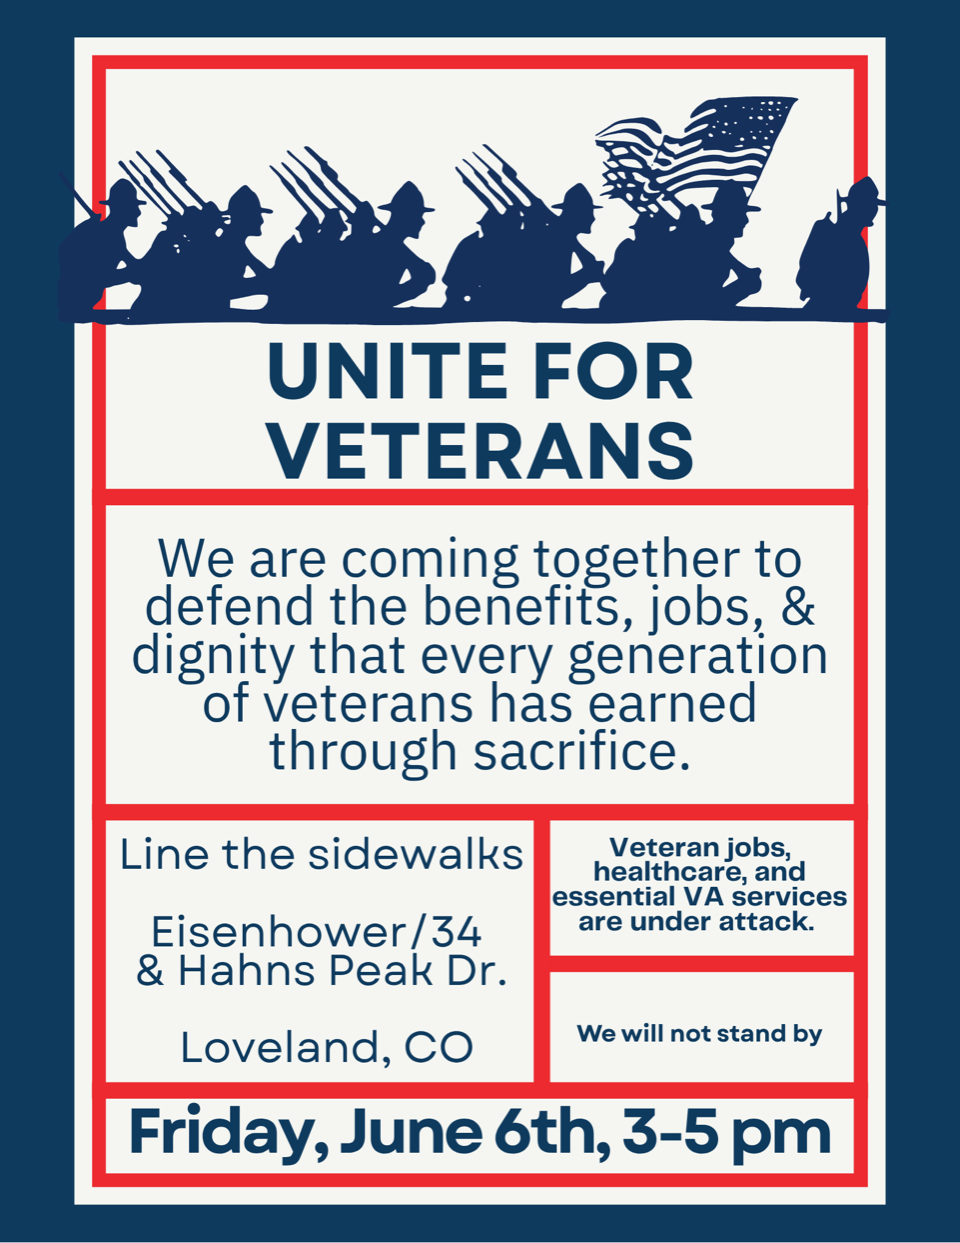 UNITE FOR
VETERANS
We are coming together to
defend the benefits, jobs, &
dignity that every generation
of veterans has earned
through sacrifice.
Line the sidewalks
Eisenhower/34
& Hahns Peak Dr.
Loveland, CO
Veteran jobs,
healthcare, and
essential VA services
are under attack.
We will not stand by
Friday, June 6th, 3-5 pm